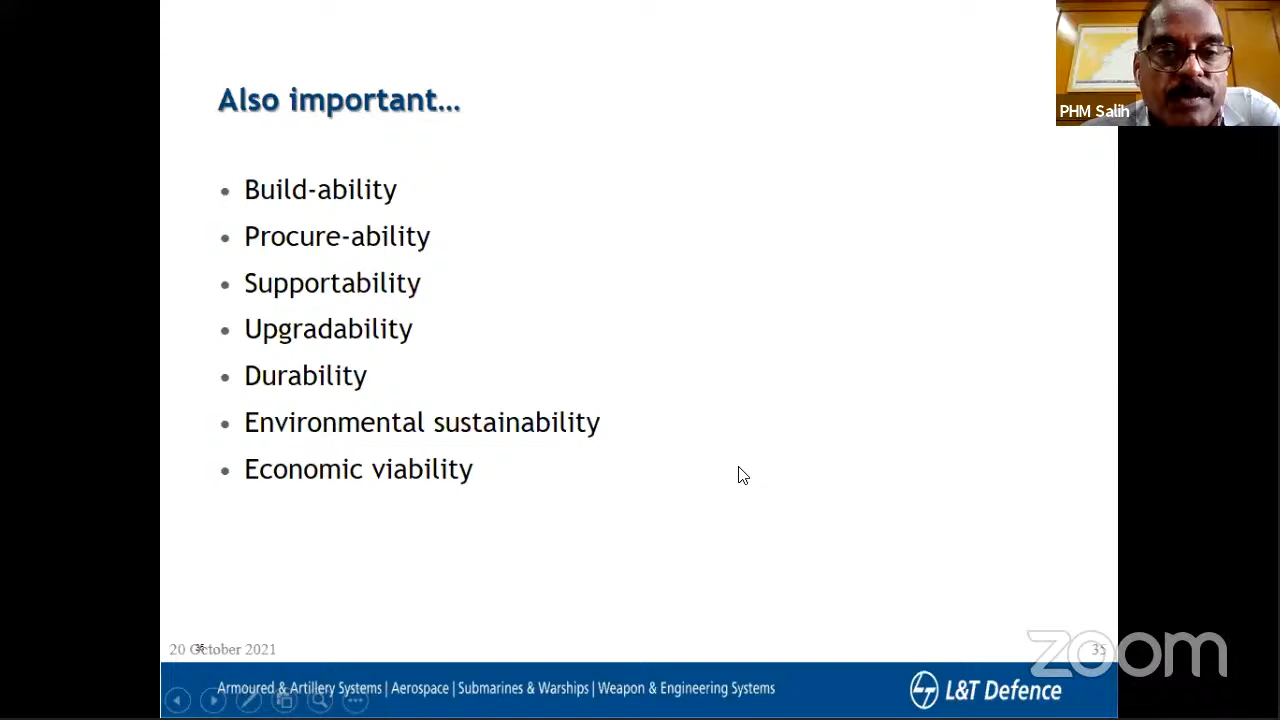 Also important...
PHM Salih
Build-ability
Procure-ability
Supportability
Upgradability
Durability
Environmental sustainability
Economic viability
20 October 2021
35
zoom
Armoured & Artillery Systems | Aerospace | Submarines & Warships | Weapon & Engineering Systems
L&T Defence